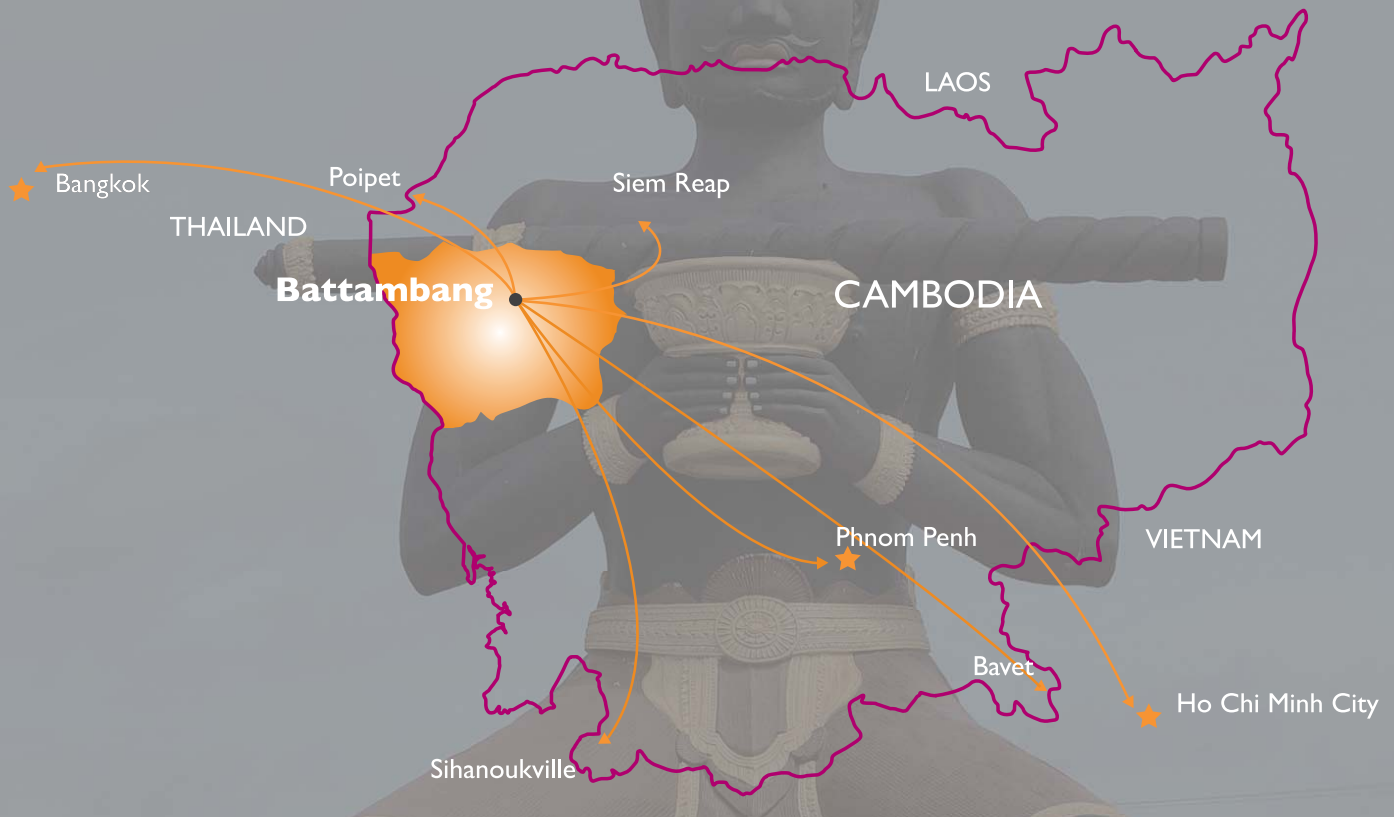 LAOS
Bangkok
Poipet
Siem Reap
THAILAND
Battambang
CAMBODIA
Phnom Penh
VIETNAM
Bavet
Ho Chi Minh City
Sihanoukville